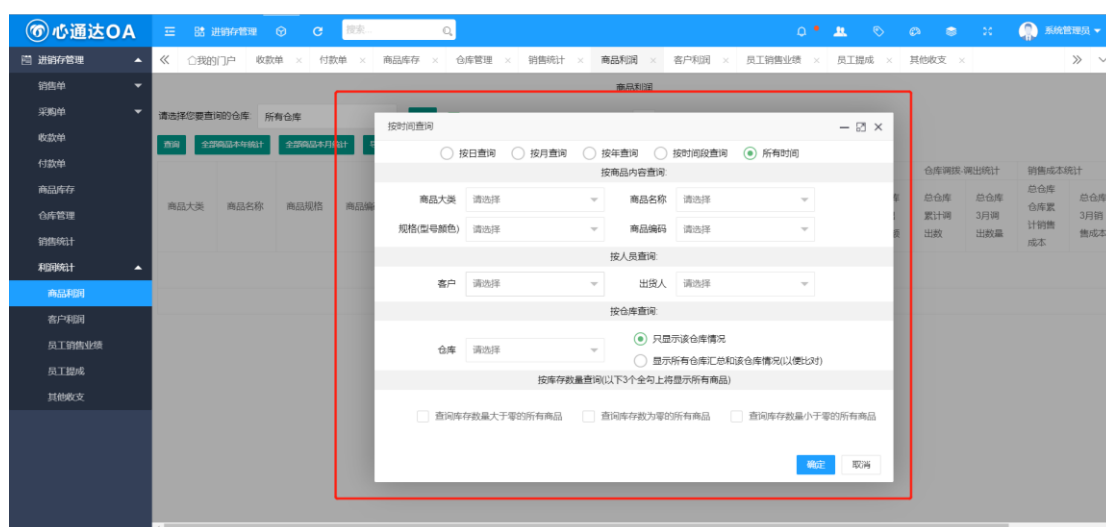 心通达OA 进销存管理 搜索... 系统管理员
进销存管理 我的门户 收款单 付款单 商品库存 仓库管理 销售统计 商品利润 客户利润 员工销售业绩 员工提成 其他收支
销售单
采购单
收款单
付款单
商品库存
仓库管理
销售统计
利润统计
商品利润
客户利润
员工销售业绩
员工提成
其他收支
商品利润
请选择您要查询的仓库 所有仓库
查询 全部商品本年统计 全部商品本月统计
商品大类 商品名称 商品规格
仓库调拨-调出统计 销售成本统计
总仓库累计调出数
总仓库3月调出数量
总仓库仓库累计销售成本
总仓库3月销售成本
按时间查询
按日查询 按月查询 按年查询 按时间段查询 所有时间
按商品内容查询:
商品大类 请选择 商品名称 请选择
规格(型号颜色) 请选择 商品编码 请选择
按人员查询:
客户 请选择 出货人 请选择
按仓库查询:
仓库 请选择
只显示该仓库情况
显示所有仓库汇总和该仓库情况(以便比对)
按库存数量查询(以下3个全勾上将显示所有商品)
查询库存数量大于零的所有商品 查询库存数为零的所有商品 查询库存数量小于零的所有商品
确定 取消